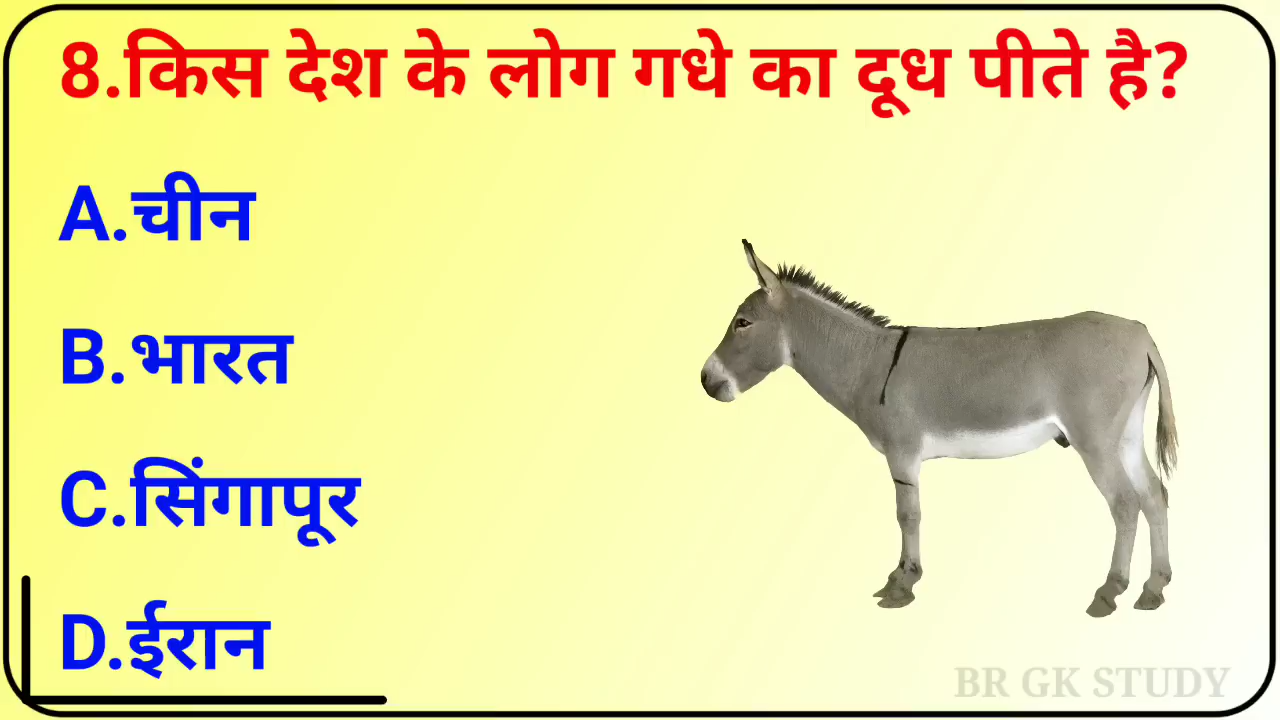 8.किस देश के लोग गधे का दूध पीते है?
A.चीन
B.भारत
C.सिंगापूर
D.ईरान
BR GK STUDY